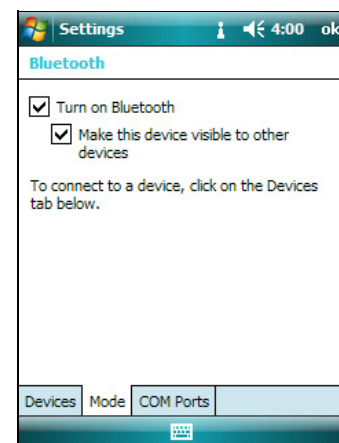 Settings 4:00 ok
Bluetooth
Turn on Bluetooth
Make this device visible to other
devices
To connect to a device, click on the Devices
tab below.
Devices Mode COM Ports